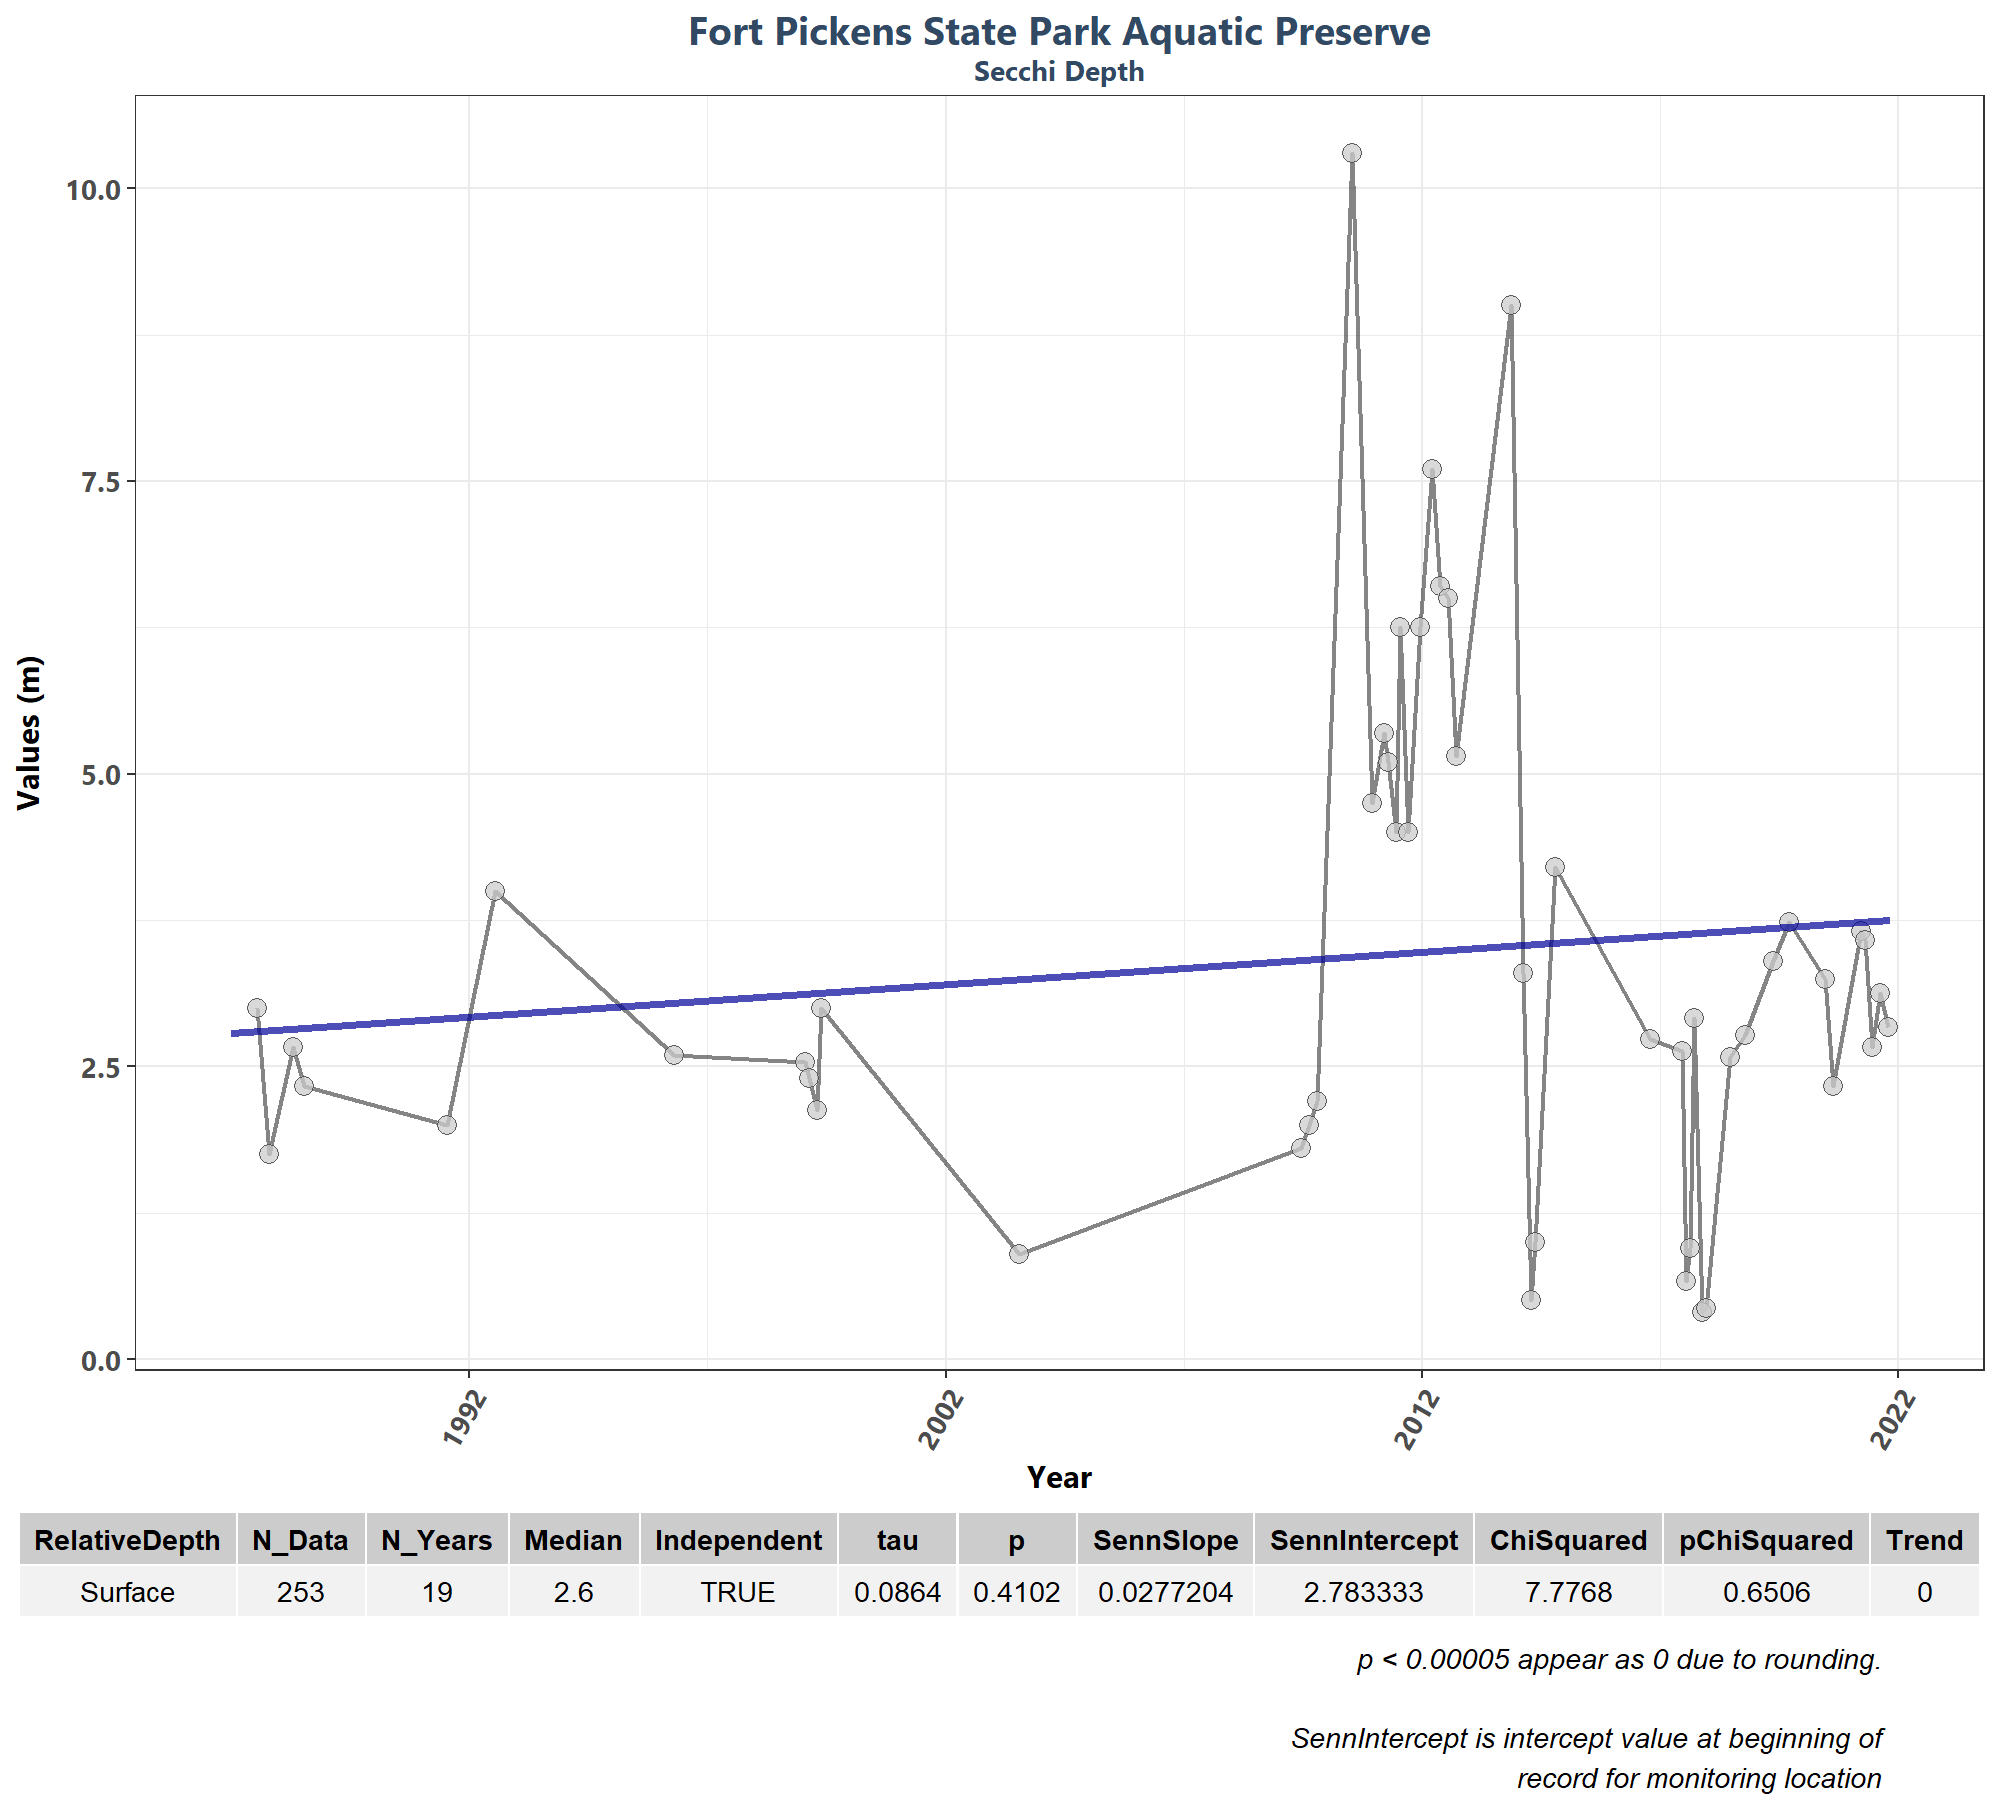 Fort Pickens State Park Aquatic Preserve
Secchi Depth
Values (m)
10.0
7.5
5.0
2.5
0.0
1992 2002 2012 2022
Year
RelativeDepth N_Data N_Years Median Independent tau p SennSlope SennIntercept ChiSquared pChiSquared Trend
Surface 253 19 2.6 TRUE 0.0864 0.4102 0.0277204 2.783333 7.7768 0.6506 0
p < 0.00005 appear as 0 due to rounding.
SennIntercept is intercept value at beginning of
record for monitoring location